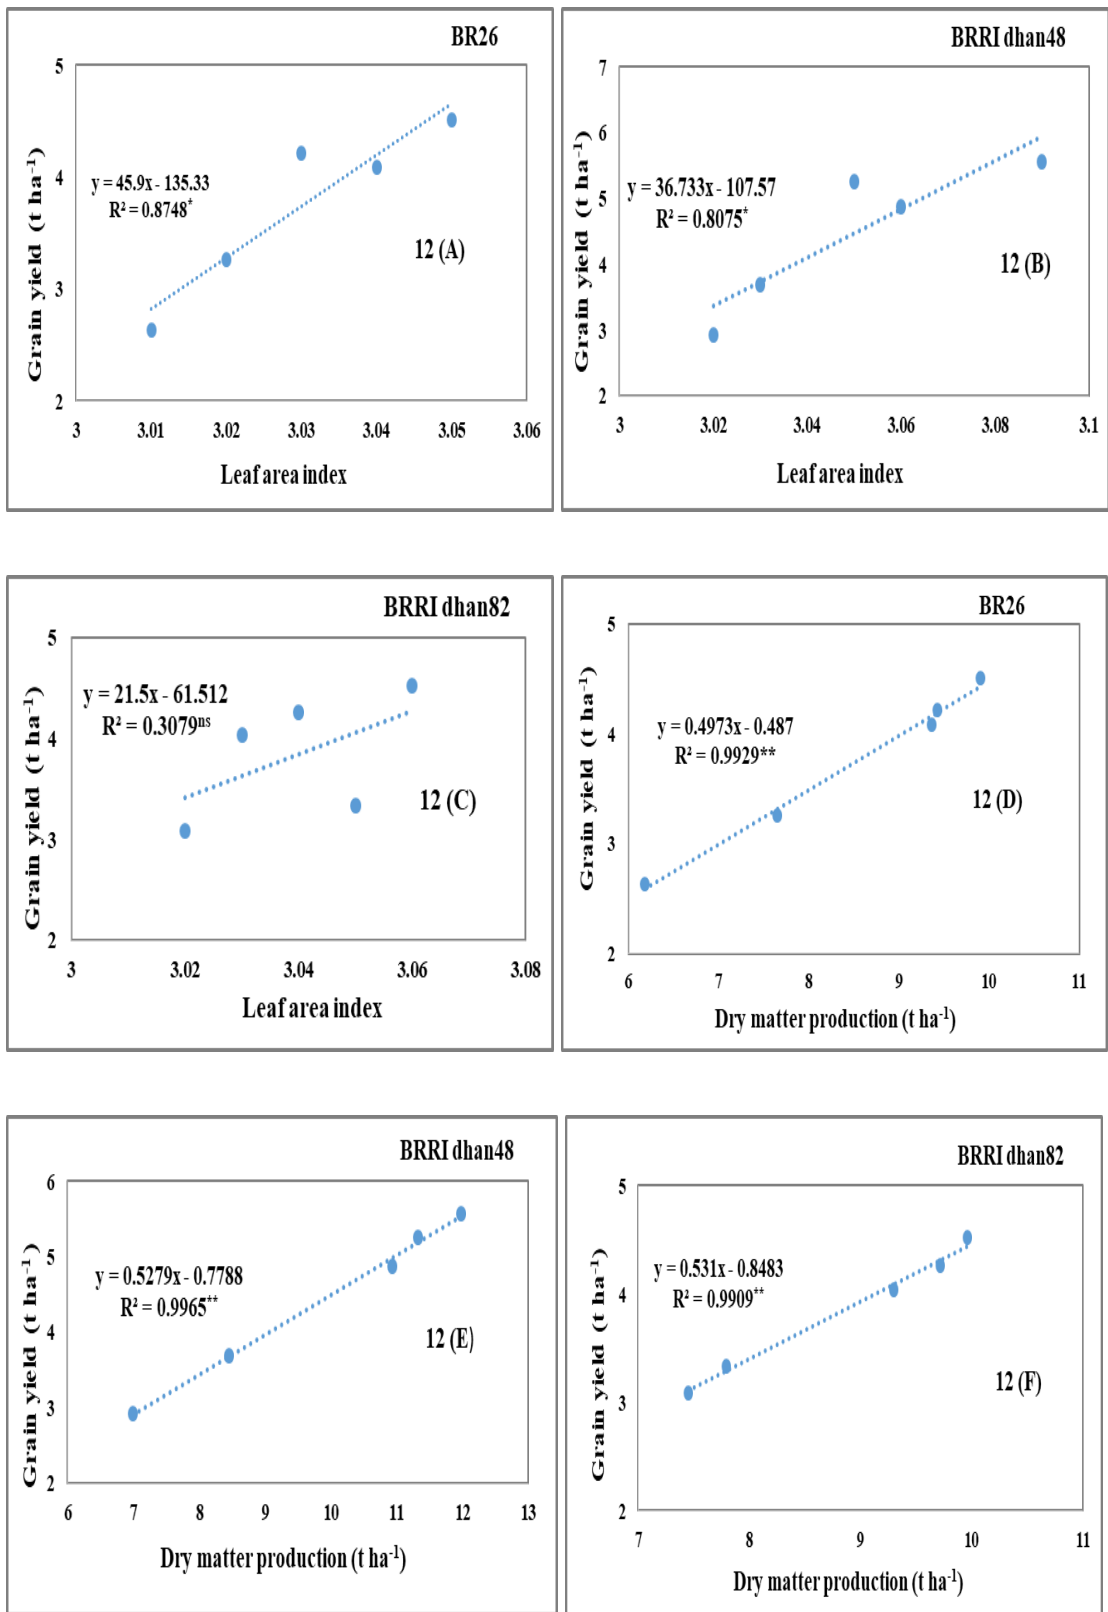 BR26
5
4
3
2
Grain yield (t ha⁻¹)
y = 45.9x - 135.33
R² = 0.8748*
12 (A)
3 3.01 3.02 3.03 3.04 3.05 3.06
Leaf area index
BRRI dhan48
7
6
5
4
3
2
Grain yield (t ha⁻¹)
y = 36.733x - 107.57
R² = 0.8075*
12 (B)
3 3.02 3.04 3.06 3.08 3.1
Leaf area index
BRRI dhan82
5
4
3
2
Grain yield (t ha⁻¹)
y = 21.5x - 61.512
R² = 0.3079ⁿˢ
12 (C)
3 3.02 3.04 3.06 3.08
Leaf area index
BR26
5
4
3
2
Grain yield (t ha⁻¹)
y = 0.4973x - 0.487
R² = 0.9929**
12 (D)
6 7 8 9 10 11
Dry matter production (t ha⁻¹)
BRRI dhan48
6
5
4
3
2
Grain yield (t ha⁻¹)
y = 0.5279x - 0.7788
R² = 0.9965**
12 (E)
6 7 8 9 10 11 12 13
Dry matter production (t ha⁻¹)
BRRI dhan82
5
4
3
2
Grain yield (t ha⁻¹)
y = 0.531x - 0.8483
R² = 0.9909**
12 (F)
7 8 9 10 11
Dry matter production (t ha⁻¹)